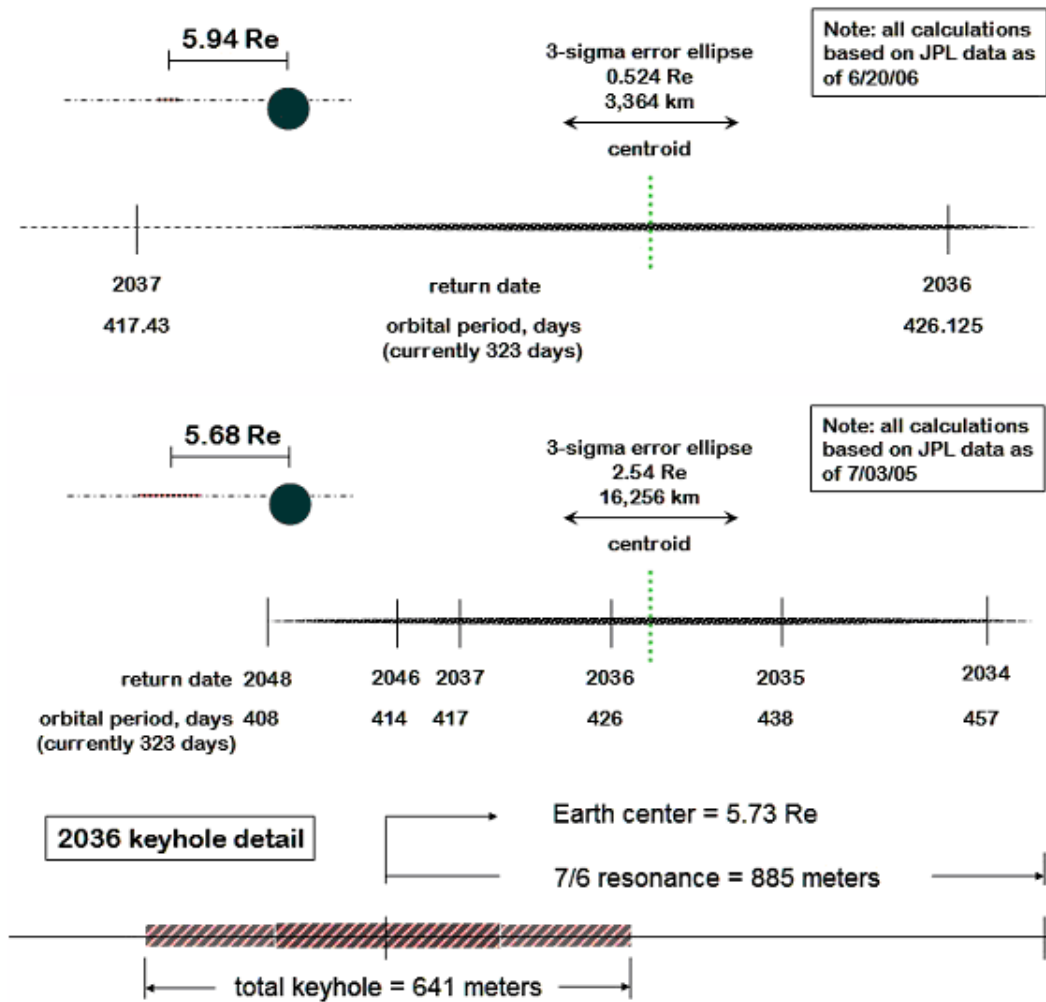 5.94 Re
3-sigma error ellipse
0.524 Re
3,364 km
centroid
Note: all calculations
based on JPL data as
of 6/20/06
2037
return date
2036
417.43
orbital period, days
426.125
(currently 323 days)
5.68 Re
3-sigma error ellipse
2.54 Re
16,256 km
centroid
Note: all calculations
based on JPL data as
of 7/03/05
return date 2048 2046 2037 2036 2035 2034
orbital period, days 408 414 417 426 438 457
(currently 323 days)
2036 keyhole detail
Earth center = 5.73 Re
7/6 resonance = 885 meters
total keyhole = 641 meters